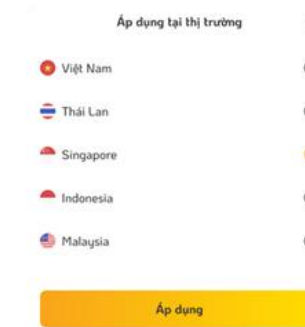 Áp dụng tại thị trường
Việt Nam
Thái Lan
Singapore
Indonesia
Malaysia
Áp dụng